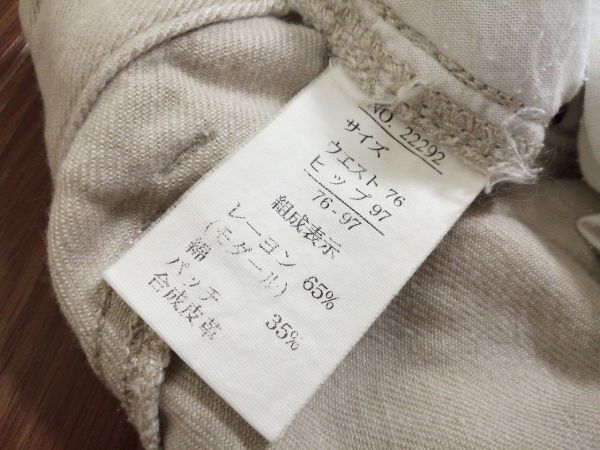 NO. 22292
サイズ
ウエスト 76
ヒップ 97
76-97
組成表示
レーヨン 65%
(モダール)
綿 35%
パッチ
合成皮革